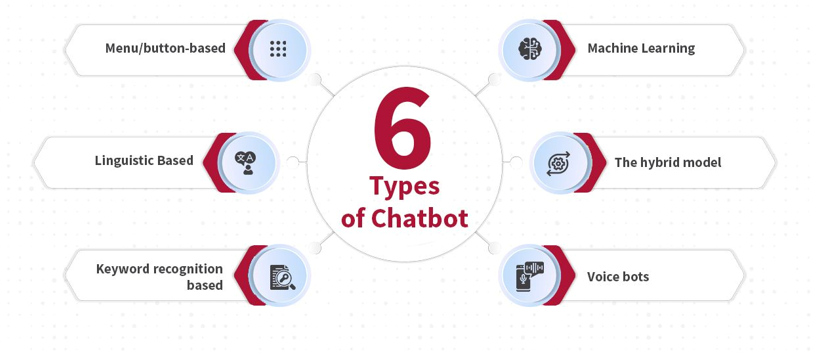 Menu/button-based
Linguistic Based
Keyword recognition
based
6
Types
of Chatbot
Machine Learning
The hybrid model
Voice bots